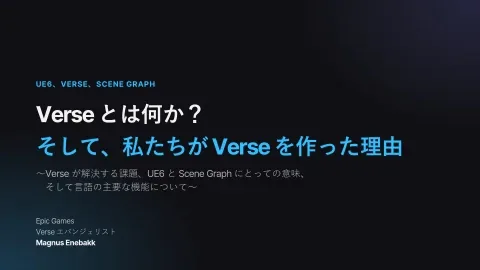 UE6、VERSE、SCENE GRAPH
Verse とは何か？
そして、私たちが Verse を作った理由
〜Verse が解決する課題、UE6 と Scene Graph にとっての意味、
そして言語の主要な機能について〜
Epic Games
Verse エバンジェリスト
Magnus Enebakk